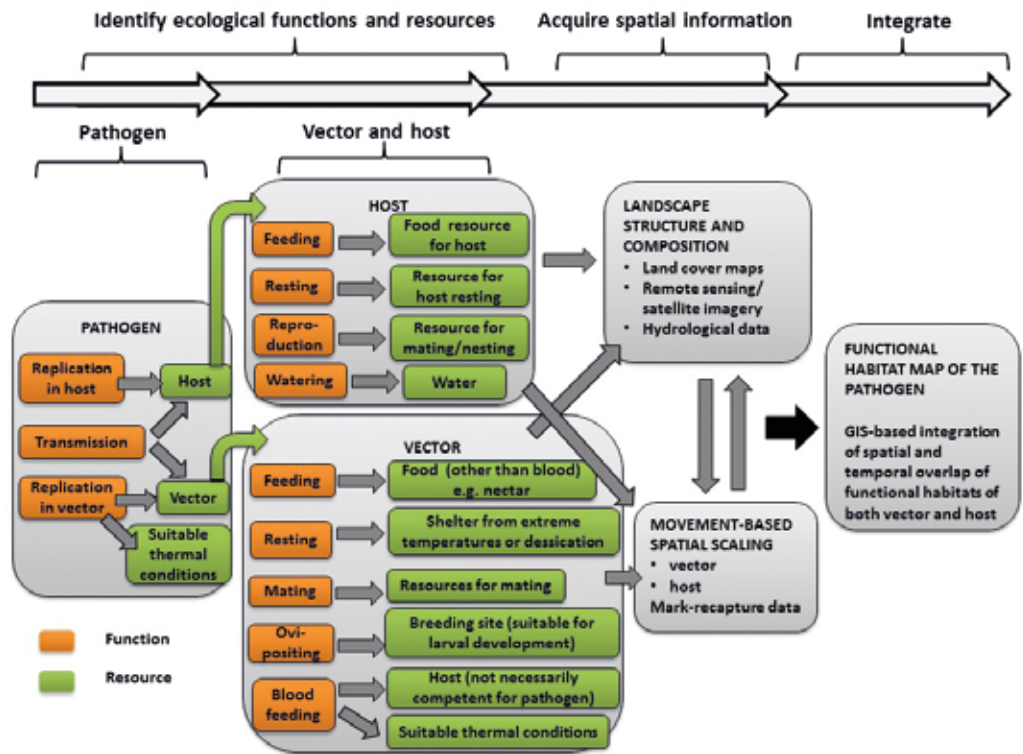 Identify ecological functions and resources
Acquire spatial information
Integrate
Pathogen
Vector and host
PATHOGEN
Replication
in host
Host
Transmission
Replication
in vector
Vector
Suitable
thermal
conditions
Function
Resource
HOST
Feeding
Food resource
for host
Resting
Resource for
host resting
Repro-
duction
Resource for
mating/nesting
Watering
Water
VECTOR
Feeding
Food (other than blood)
e.g. nectar
Resting
Shelter from extreme
temperatures or dessication
Mating
Resources for mating
Ovi-
positing
Breeding site (suitable for
larval development)
Blood
feeding
Host (not necessarily
competent for pathogen)
Suitable thermal conditions
LANDSCAPE
STRUCTURE AND
COMPOSITION
• Land cover maps
• Remote sensing/
satellite imagery
• Hydrological data
MOVEMENT-BASED
SPATIAL SCALING
• vector
• host
Mark-recapture data
FUNCTIONAL
HABITAT MAP OF THE
PATHOGEN
GIS-based integration
of spatial and
temporal overlap of
functional habitats of
both vector and host